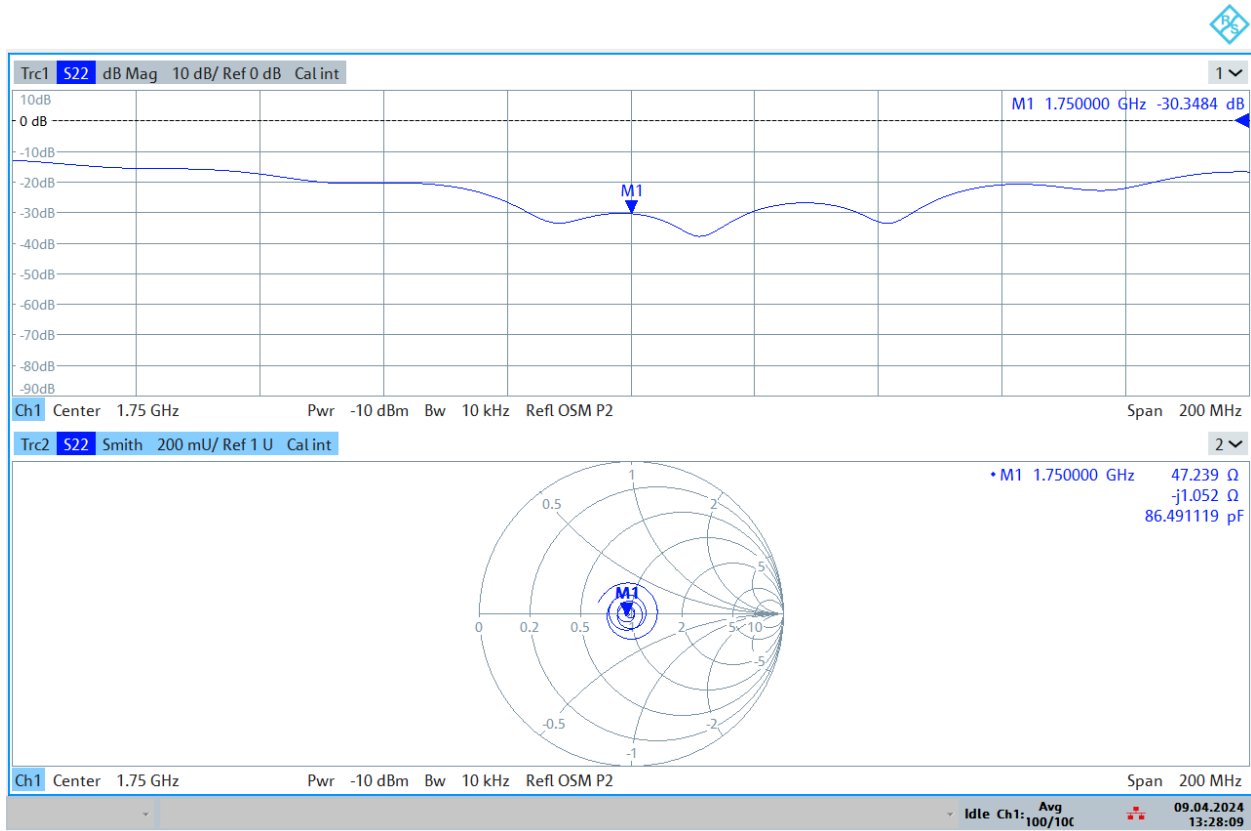 R&S
Trc1 S22 dB Mag 10 dB/ Ref 0 dB Cal int 1
M1 1.750000 GHz -30.3484 dB
10dB
0 dB
-10dB
-20dB
-30dB
-40dB
-50dB
-60dB
-70dB
-80dB
-90dB
M1
Ch1 Center 1.75 GHz Pwr -10 dBm Bw 10 kHz Refl OSM P2 Span 200 MHz
Trc2 S22 Smith 200 mU/ Ref 1 U Cal int 2
• M1 1.750000 GHz 47.239 Ω
-j1.052 Ω
86.491119 pF
1
0.5 2
5
M1
0 0.2 0.5 1 2 5 10
-5
-0.5 -2
-1
Ch1 Center 1.75 GHz Pwr -10 dBm Bw 10 kHz Refl OSM P2 Span 200 MHz
Idle Ch1: Avg 100/100 09.04.2024
13:28:09